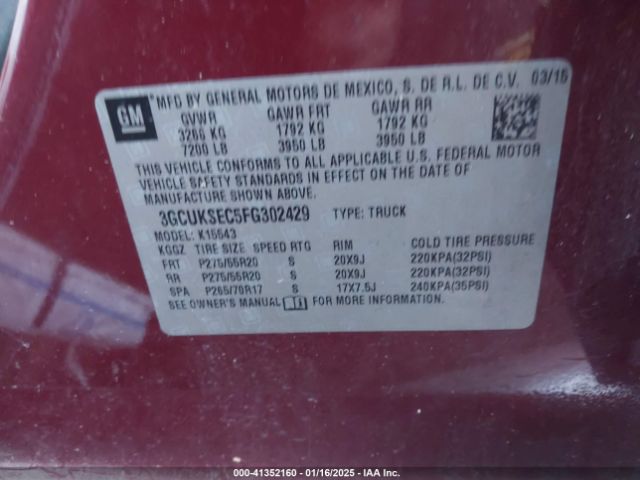 GM
MFD BY GENERAL MOTORS DE MEXICO, S. DE R.L. DE C.V. 03/15
GVWR GAWR FRT GAWR RR
3266 KG 1792 KG 1792 KG
7200 LB 3950 LB 3950 LB
THIS VEHICLE CONFORMS TO ALL APPLICABLE U.S. FEDERAL MOTOR
VEHICLE SAFETY STANDARDS IN EFFECT ON THE DATE OF
MANUFACTURE SHOWN ABOVE.
3GCUKSEC5FG302429 TYPE: TRUCK
MODEL: K15543
KGGZ TIRE SIZE SPEED RTG RIM COLD TIRE PRESSURE
FRT P275/55R20 S 20X9J 220KPA(32PSI)
RR P275/55R20 S 20X9J 220KPA(32PSI)
SPA P265/70R17 S 17X7.5J 240KPA(35PSI)
SEE OWNER'S MANUAL FOR MORE INFORMATION.
000-41352160 - 01/16/2025 - IAA Inc.